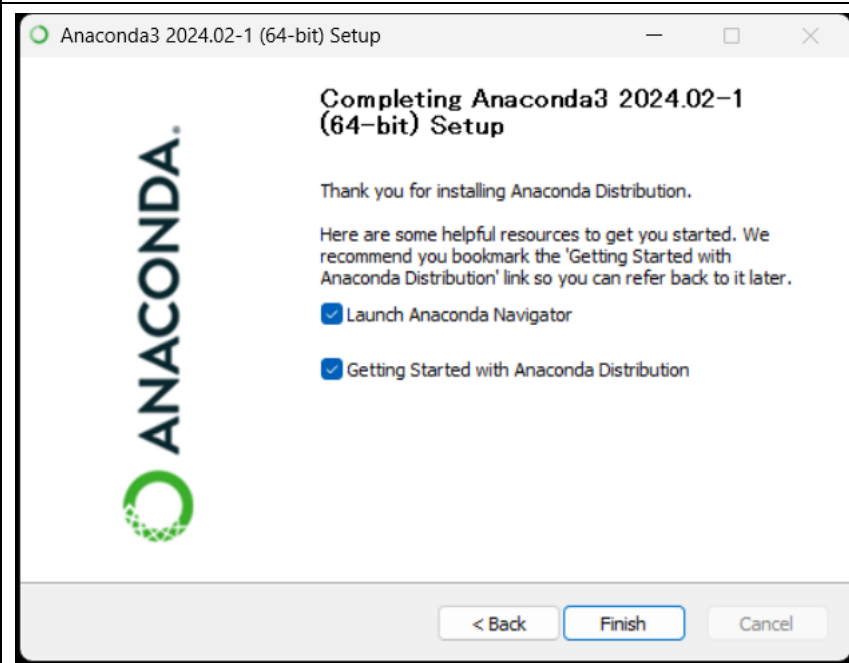 Anaconda3 2024.02-1 (64-bit) Setup
Completing Anaconda3 2024.02-1
(64-bit) Setup
Thank you for installing Anaconda Distribution.
Here are some helpful resources to get you started. We
recommend you bookmark the 'Getting Started with
Anaconda Distribution' link so you can refer back to it later.
Launch Anaconda Navigator
Getting Started with Anaconda Distribution
ANACONDA.
< Back
Finish
Cancel